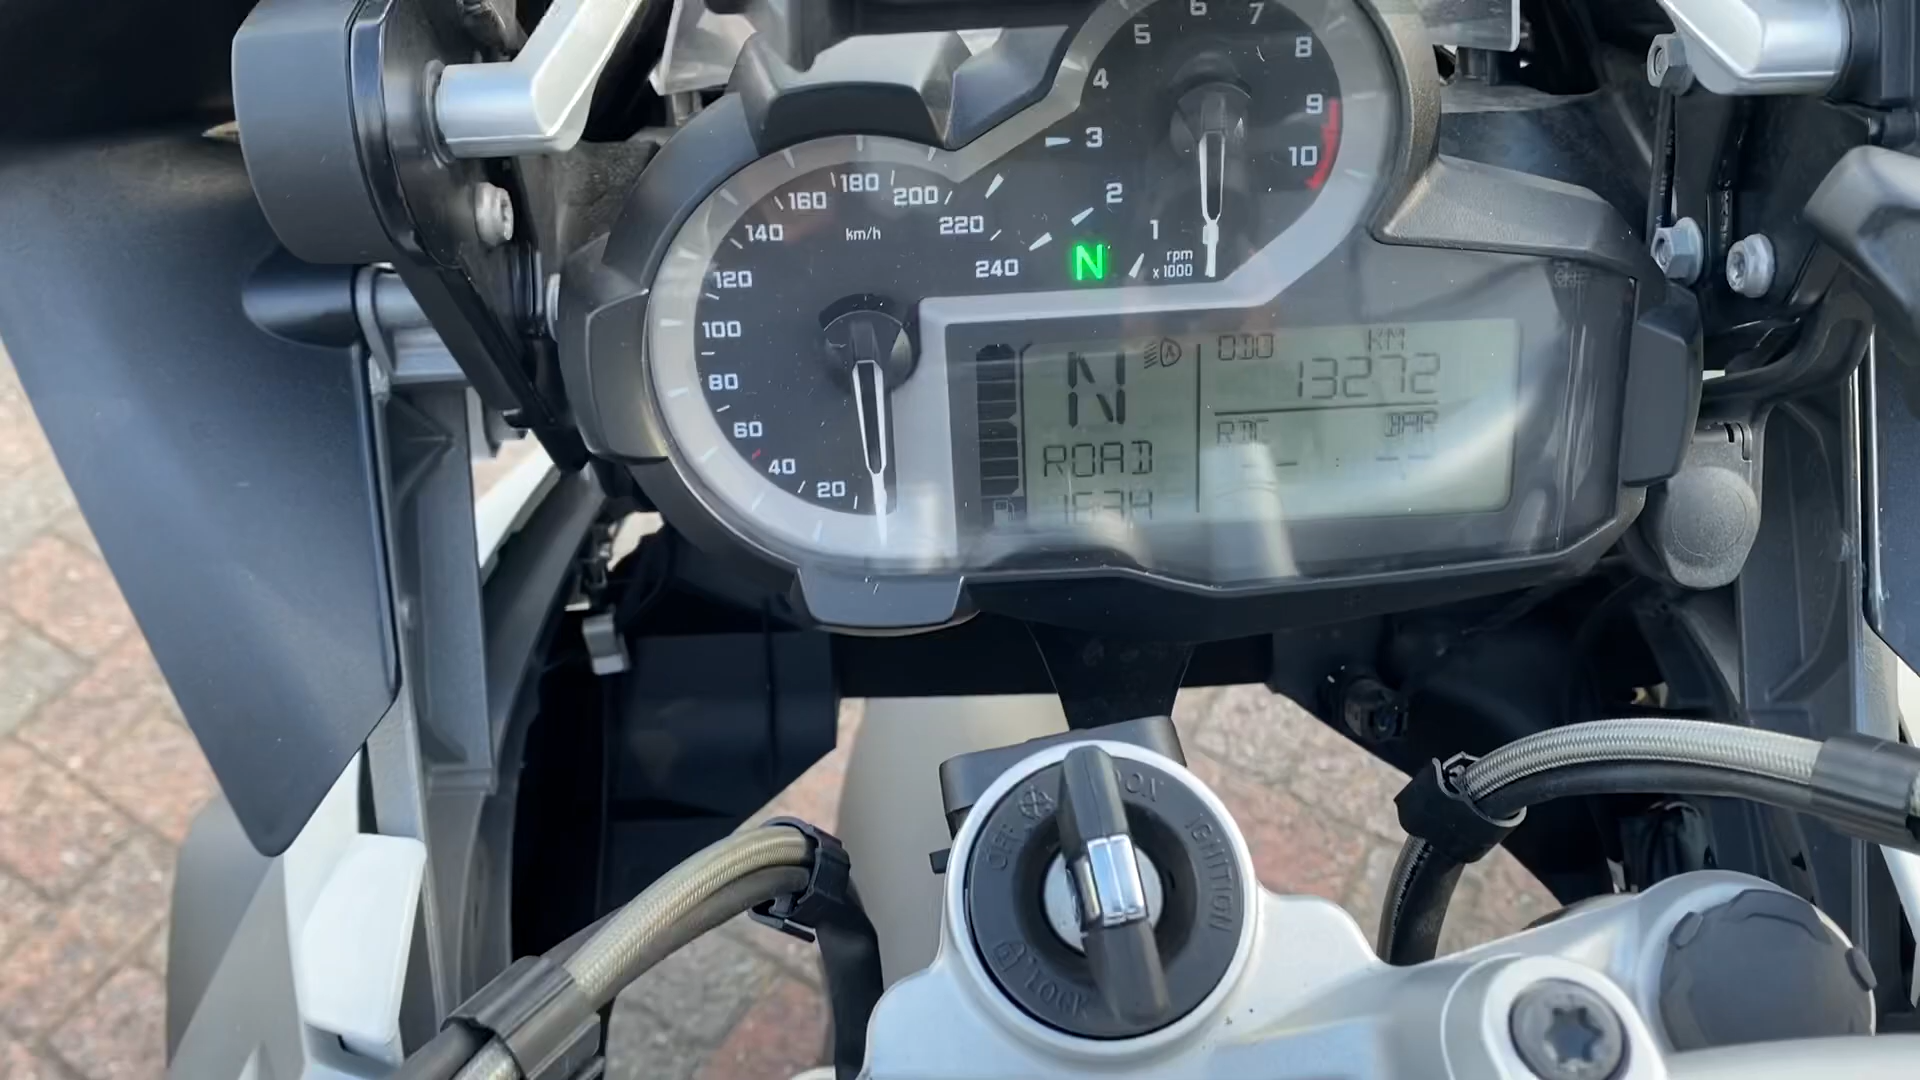 5 6 7 8 9 10
4
3
2
1
rpm
x 1000
N
20 40 60 80 100 120 140 160 180 200 220 240
km/h
N
ROAD
ODO KM
13272
RDC BAR
-- : --
OFF
IGNITION
LOCK